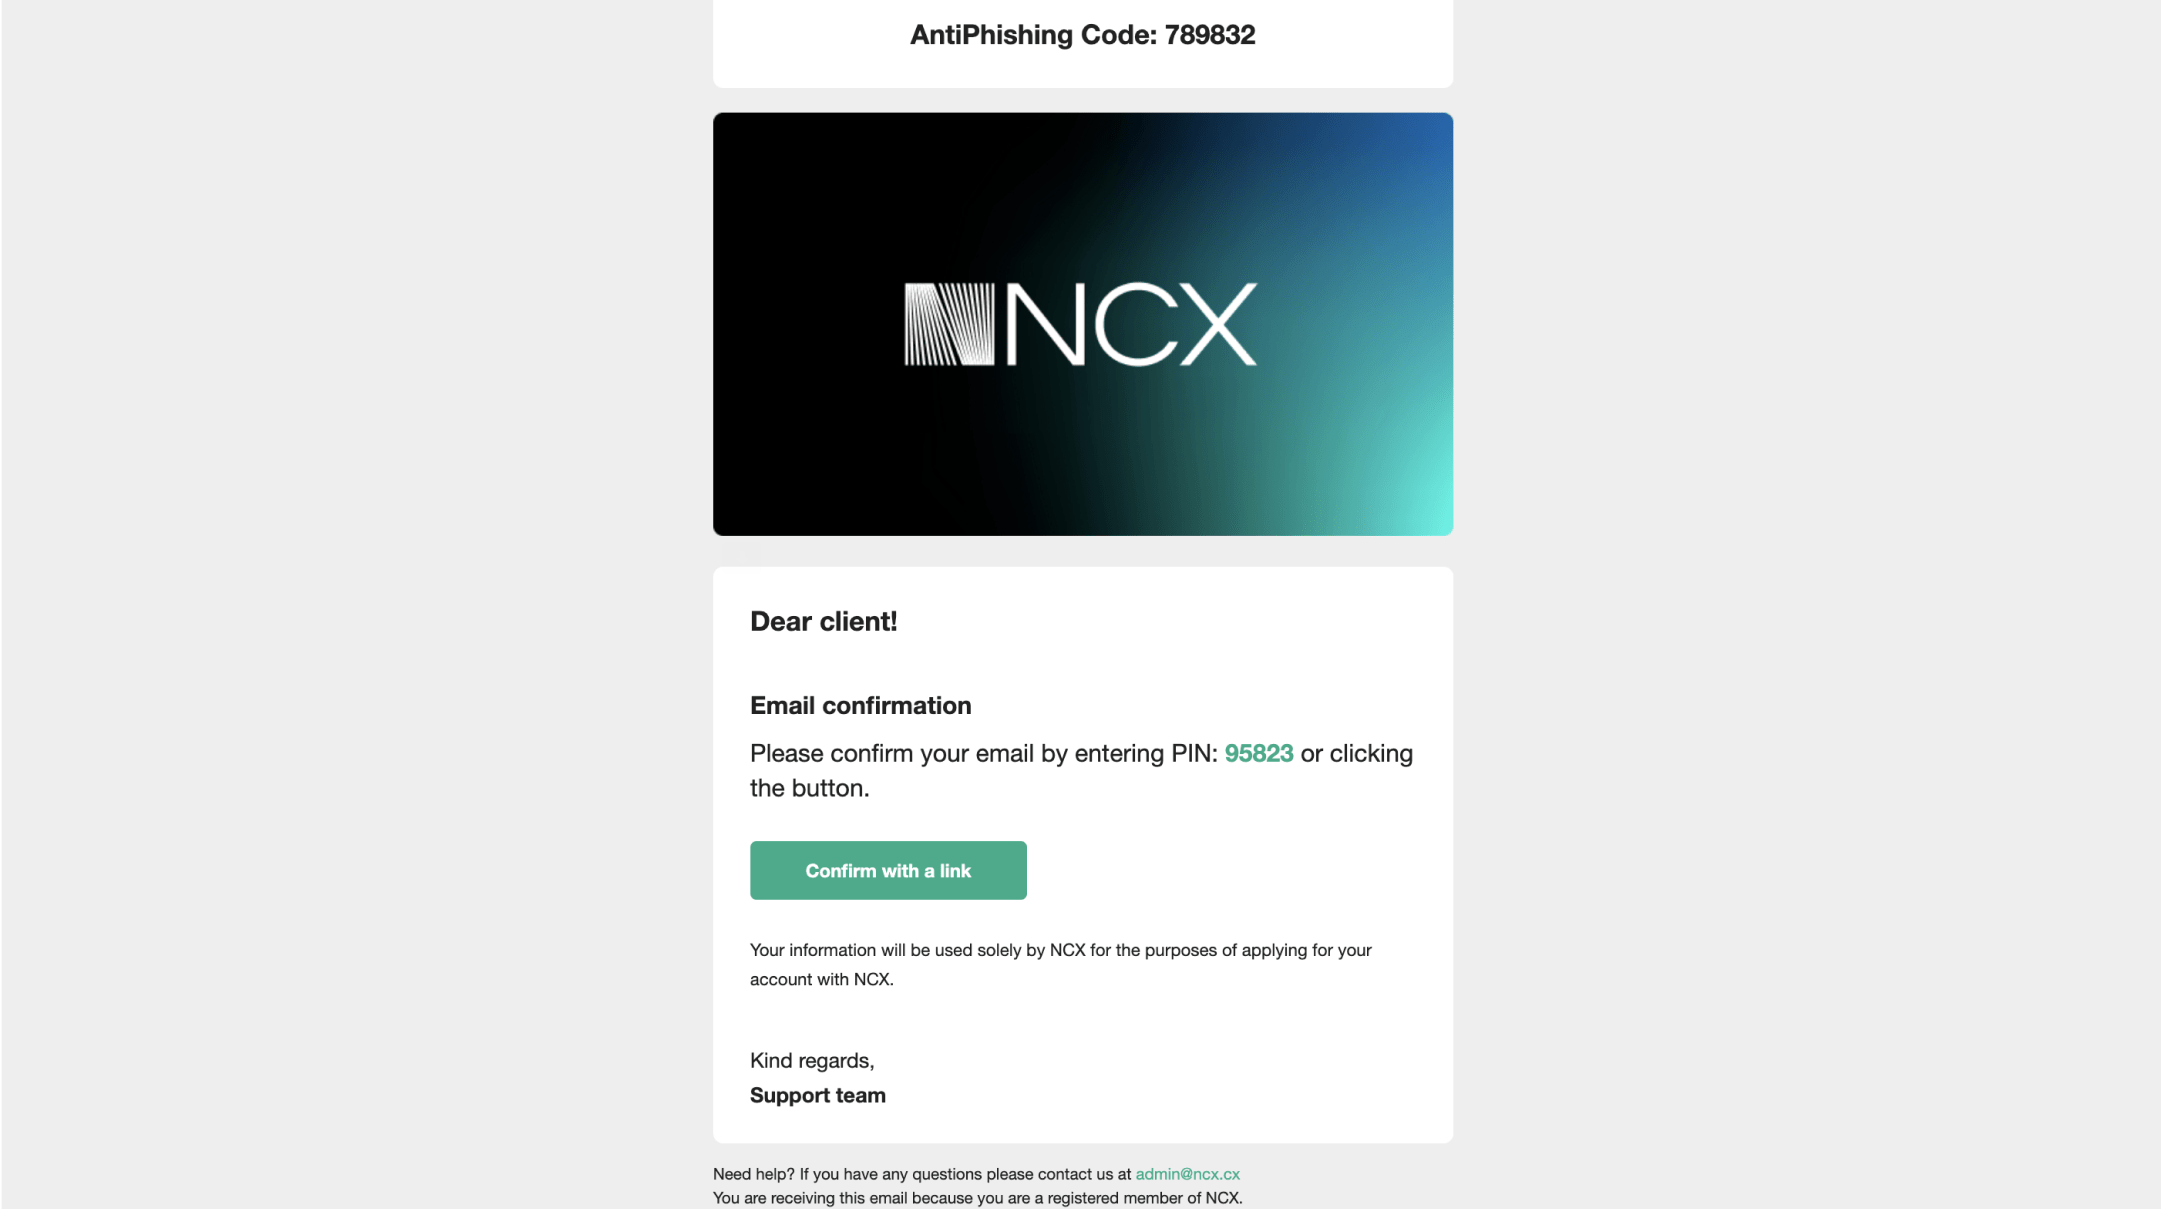 AntiPhishing Code: 789832
NCX
Dear client!
Email confirmation
Please confirm your email by entering PIN: 95823 or clicking
the button.
Confirm with a link
Your information will be used solely by NCX for the purposes of applying for your
account with NCX.
Kind regards,
Support team
Need help? If you have any questions please contact us at admin@ncx.cx
You are receiving this email because you are a registered member of NCX.